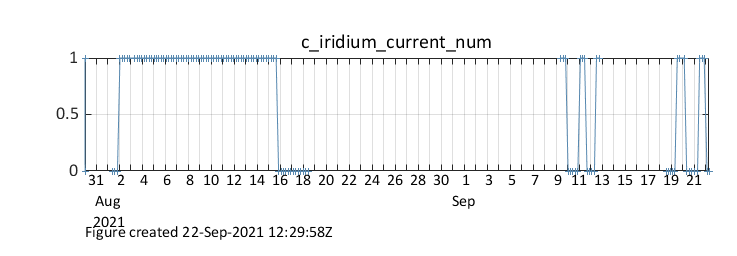 c_iridium_current_num
1
0.5
0
31 2 4 6 8 10 12 14 16 18 20 22 24 26 28 30 1 3 5 7 9 11 13 15 17 19 21
Aug Sep
2021
Figure created 22-Sep-2021 12:29:58Z